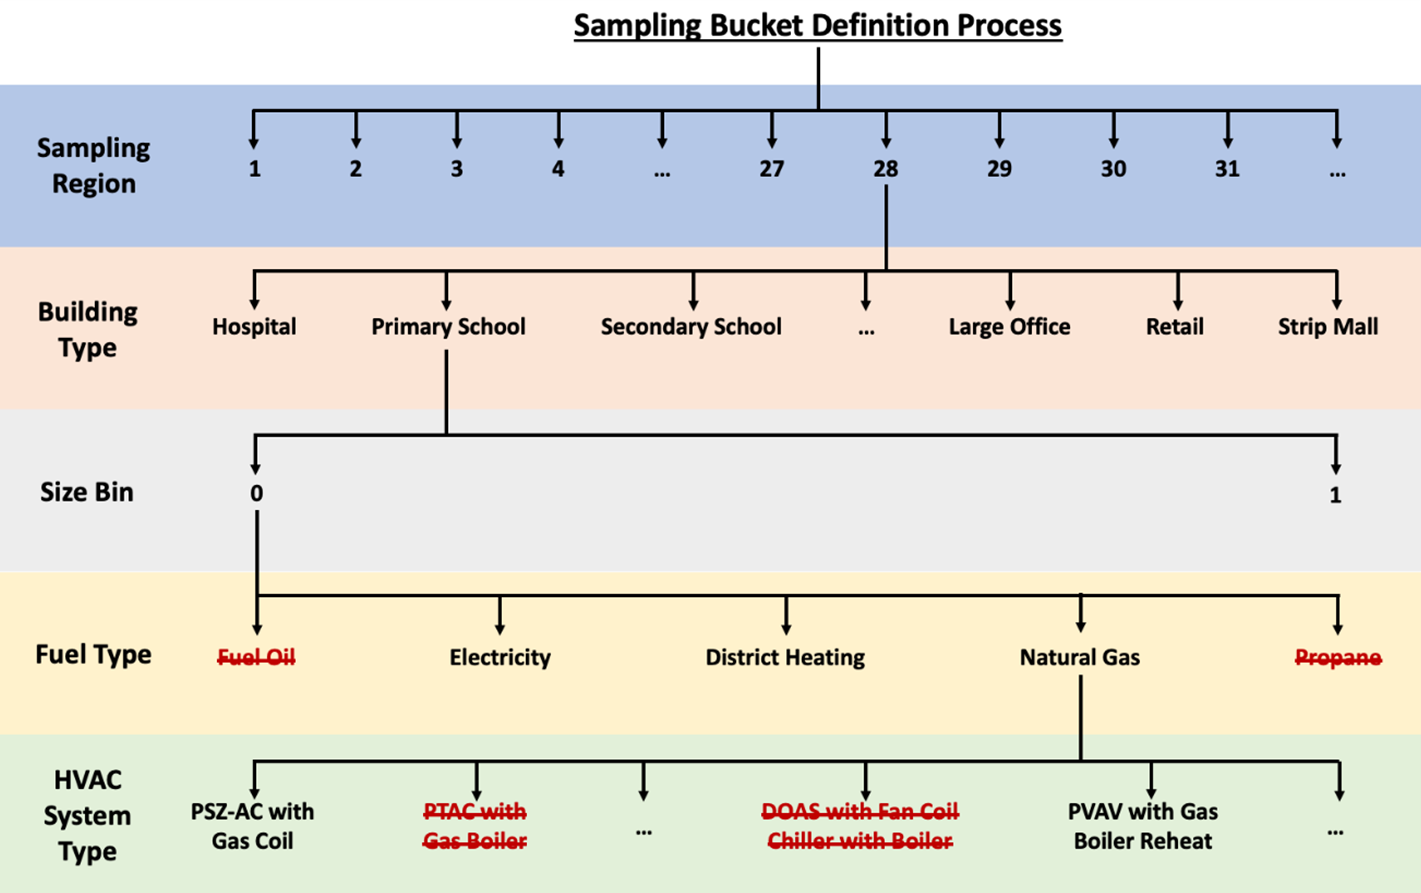 Sampling Bucket Definition Process
Sampling
Region
1 2 3 4 ... 27 28 29 30 31 ...
Building
Type
Hospital Primary School Secondary School ... Large Office Retail Strip Mall
Size Bin
0 1
Fuel Type
Fuel Oil Electricity District Heating Natural Gas Propane
HVAC
System
Type
PSZ-AC with
Gas Coil
PTAC with
Gas Boiler
...
DOAS with Fan Coil
Chiller with Boiler
PVAV with Gas
Boiler Reheat
...